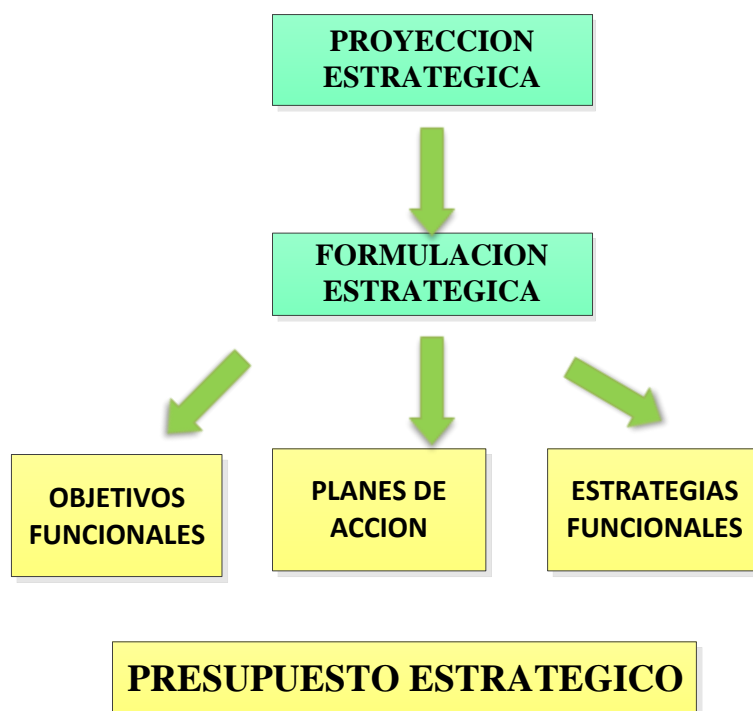 PROYECCION
ESTRATEGICA
FORMULACION
ESTRATEGICA
OBJETIVOS
FUNCIONALES
PLANES DE
ACCION
ESTRATEGIAS
FUNCIONALES
PRESUPUESTO ESTRATEGICO